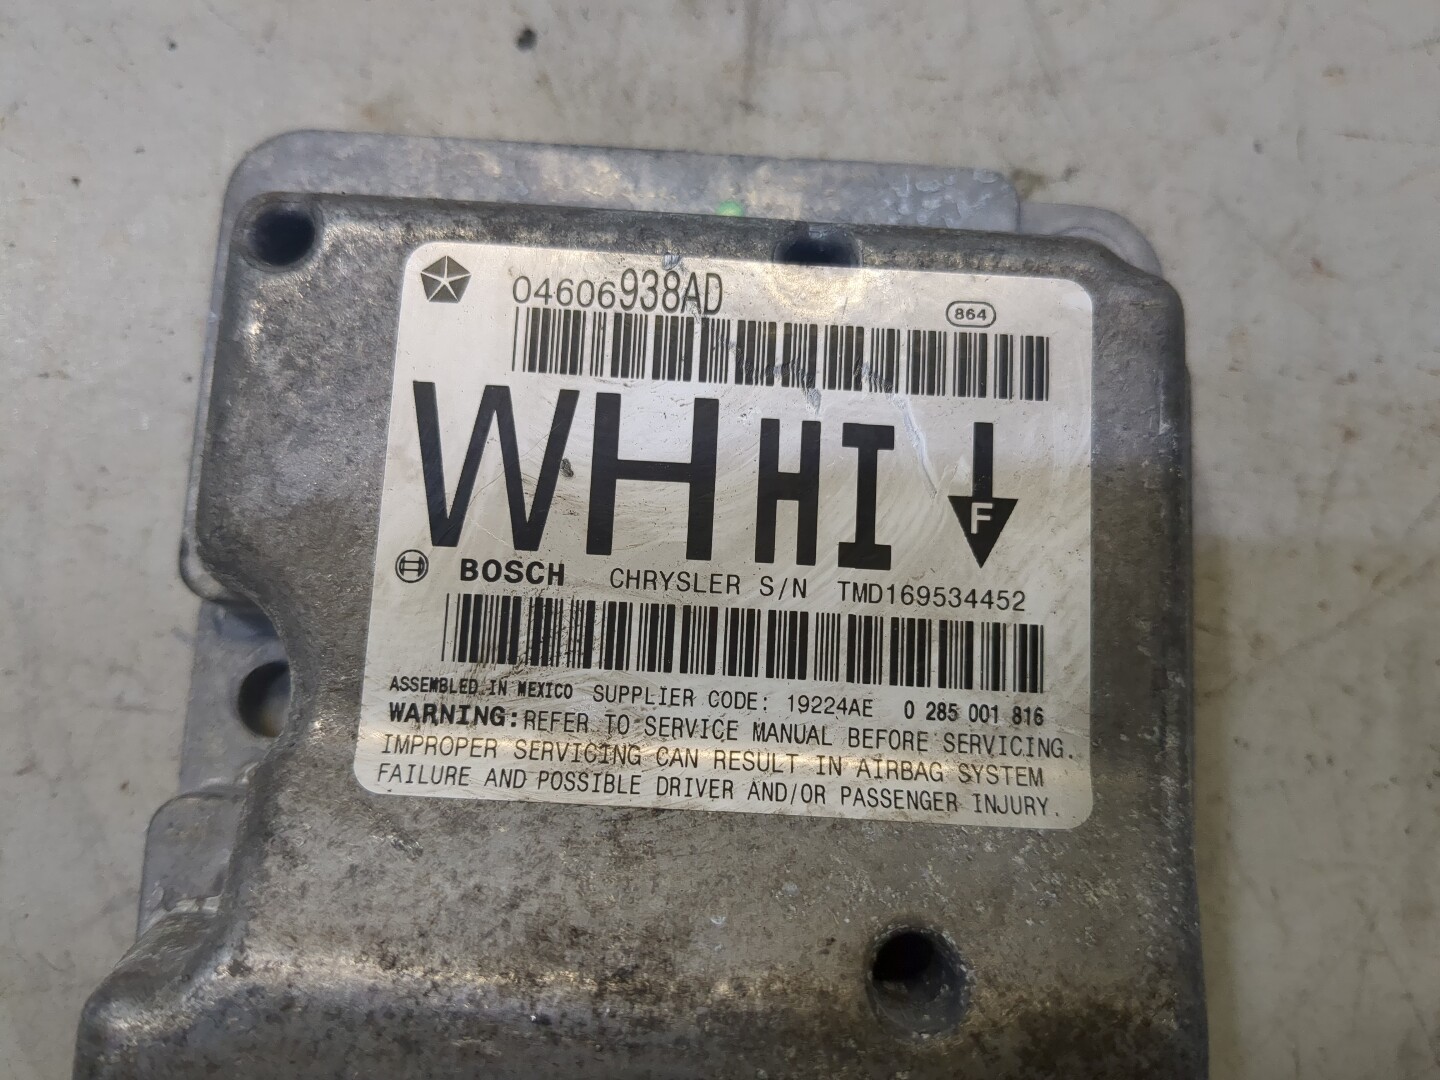 04606938AD 864
WH HI F
BOSCH CHRYSLER S/N TMD169534452
ASSEMBLED IN MEXICO SUPPLIER CODE: 19224AE 0 285 001 816
WARNING: REFER TO SERVICE MANUAL BEFORE SERVICING.
IMPROPER SERVICING CAN RESULT IN AIRBAG SYSTEM
FAILURE AND POSSIBLE DRIVER AND/OR PASSENGER INJURY.